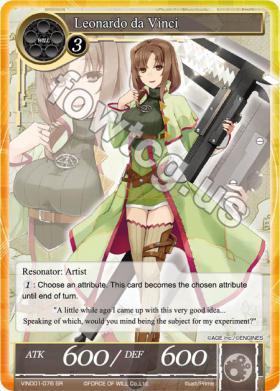 WILL
3
Leonardo da Vinci
fowtcg.us
Resonator: Artist
1 : Choose an attribute. This card becomes the chosen attribute
until end of turn.
"A little while ago I came up with this very good idea...
Speaking of which, would you mind being the subject for my experiment?"
©AGE Inc./©ENGINES
ATK 600/ DEF 600
VIN001-076 SR
©FORCE OF WILL Co.,Ltd.
Illust/Prime